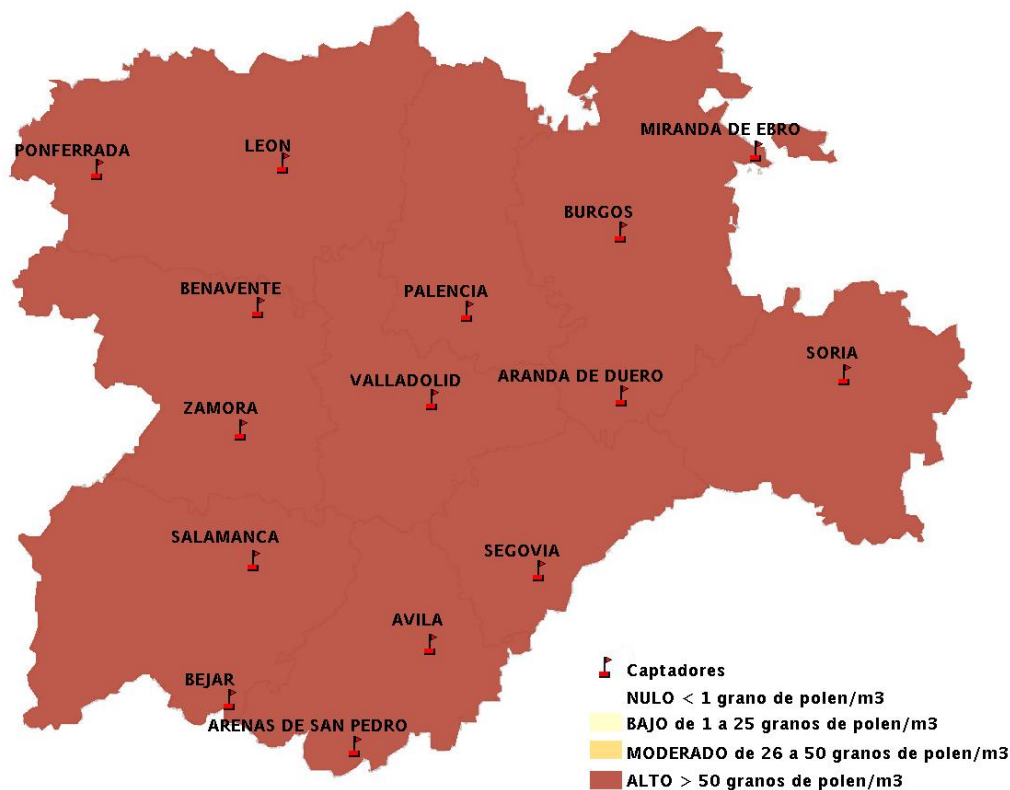 MIRANDA DE EBRO
PONFERRADA
LEON
BURGOS
BENAVENTE
PALENCIA
SORIA
VALLADOLID
ARANDA DE DUERO
ZAMORA
SALAMANCA
SEGOVIA
AVILA
BEJAR
ARENAS DE SAN PEDRO
Captadores
NULO < 1 grano de polen/m3
BAJO de 1 a 25 granos de polen/m3
MODERADO de 26 a 50 granos de polen/m3
ALTO > 50 granos de polen/m3